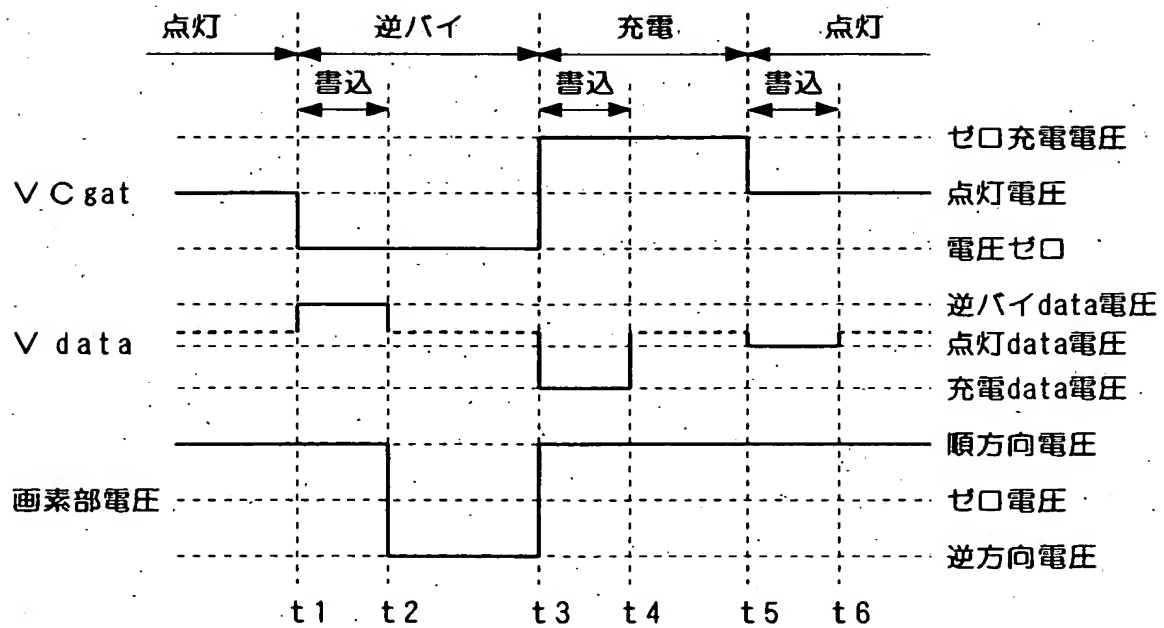 点灯 逆バイ 充電 点灯
書込 書込 書込
ゼロ充電電圧
VCgat 点灯電圧
電圧ゼロ
逆バイdata電圧
Vdata 点灯data電圧
充電data電圧
順方向電圧
画素部電圧 ゼロ電圧
逆方向電圧
t1 t2 t3 t4 t5 t6